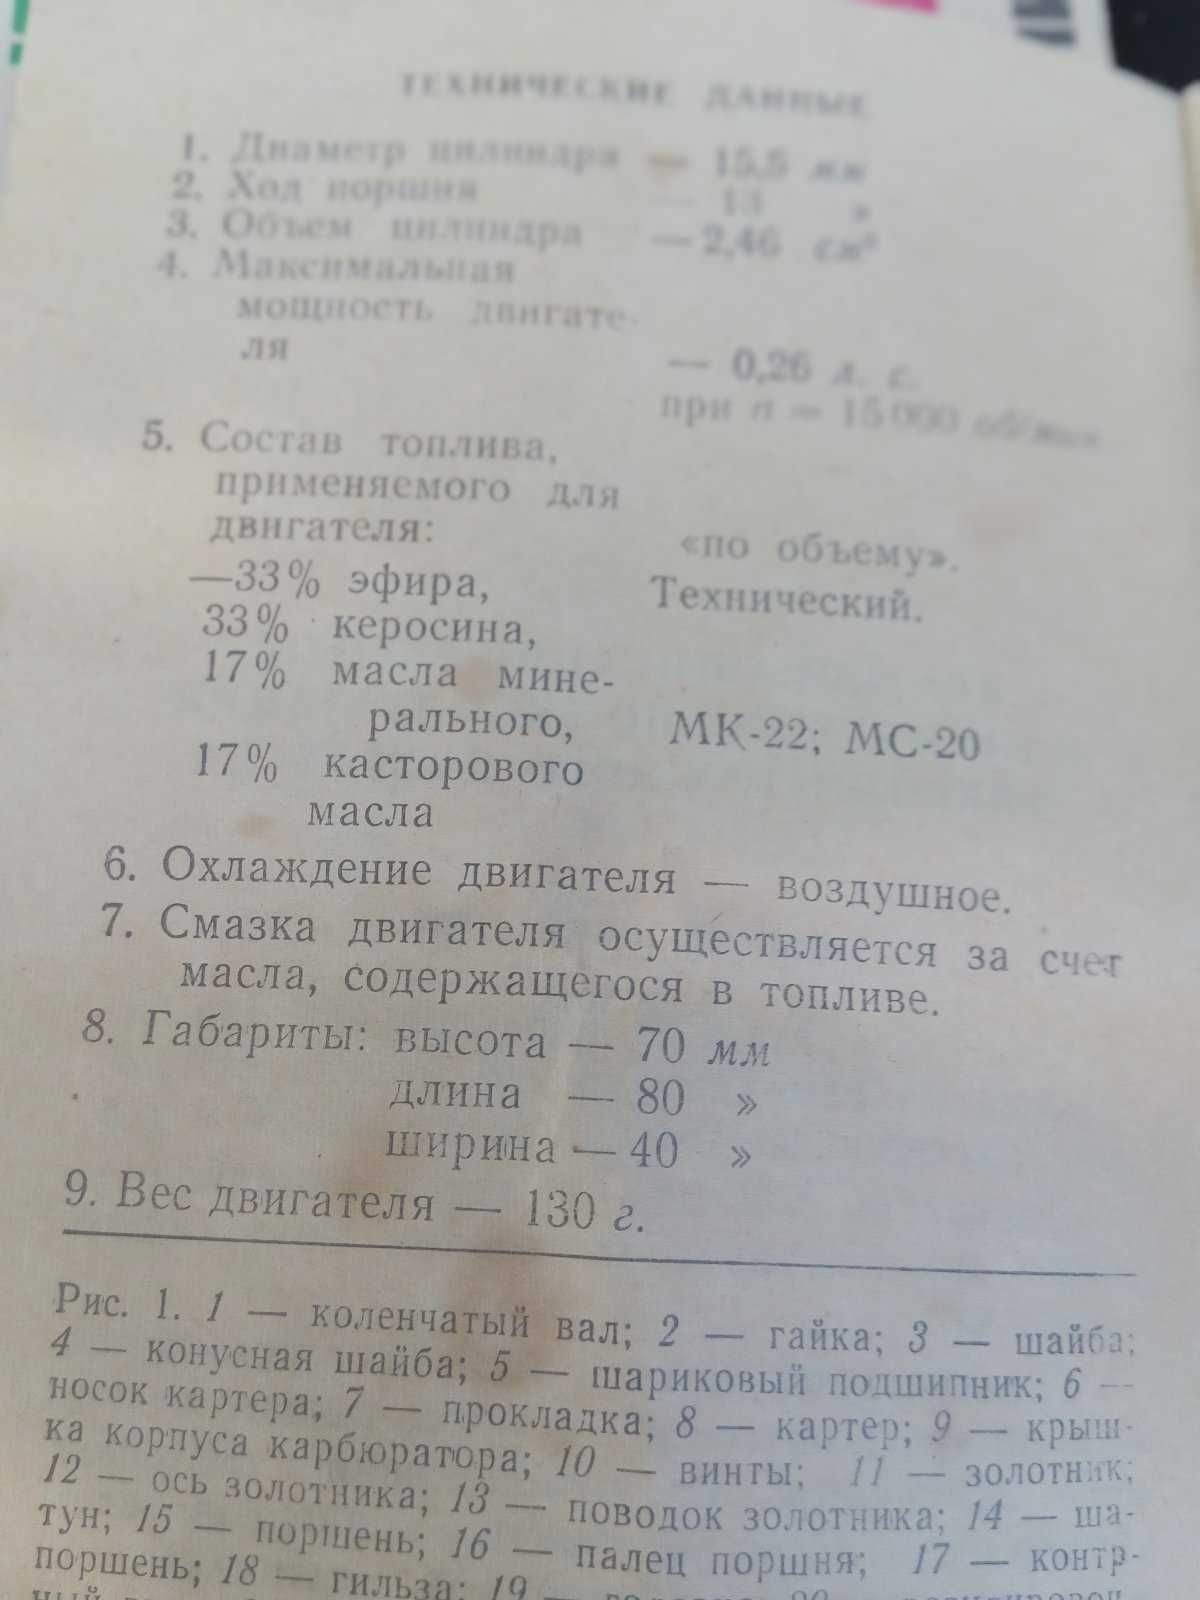 ТЕХНИЧЕСКИЕ ДАННЫЕ
1. Диаметр цилиндра — 15,5 мм
2. Ход поршня — 13 »
3. Объем цилиндра — 2,46 см³
4. Максимальная
мощность двигате-
ля — 0,26 л. с.
при n = 15 000 об/мин
5. Состав топлива,
применяемого для
двигателя: «по объему».
—33% эфира, Технический.
33% керосина,
17% масла мине-
рального, МК-22; МС-20
17% касторового
масла
6. Охлаждение двигателя — воздушное.
7. Смазка двигателя осуществляется за счет
масла, содержащегося в топливе.
8. Габариты: высота — 70 мм
длина — 80 »
ширина — 40 »
9. Вес двигателя — 130 г.
Рис. 1. 1 — коленчатый вал; 2 — гайка; 3 — шайба;
4 — конусная шайба; 5 — шариковый подшипник; 6 —
носок картера; 7 — прокладка; 8 — картер; 9 — крыш-
ка корпуса карбюратора; 10 — винты; 11 — золотник;
12 — ось золотника; 13 — поводок золотника; 14 — ша-
тун; 15 — поршень; 16 — палец поршня; 17 — контр-
поршень; 18 — гильза; 19 —